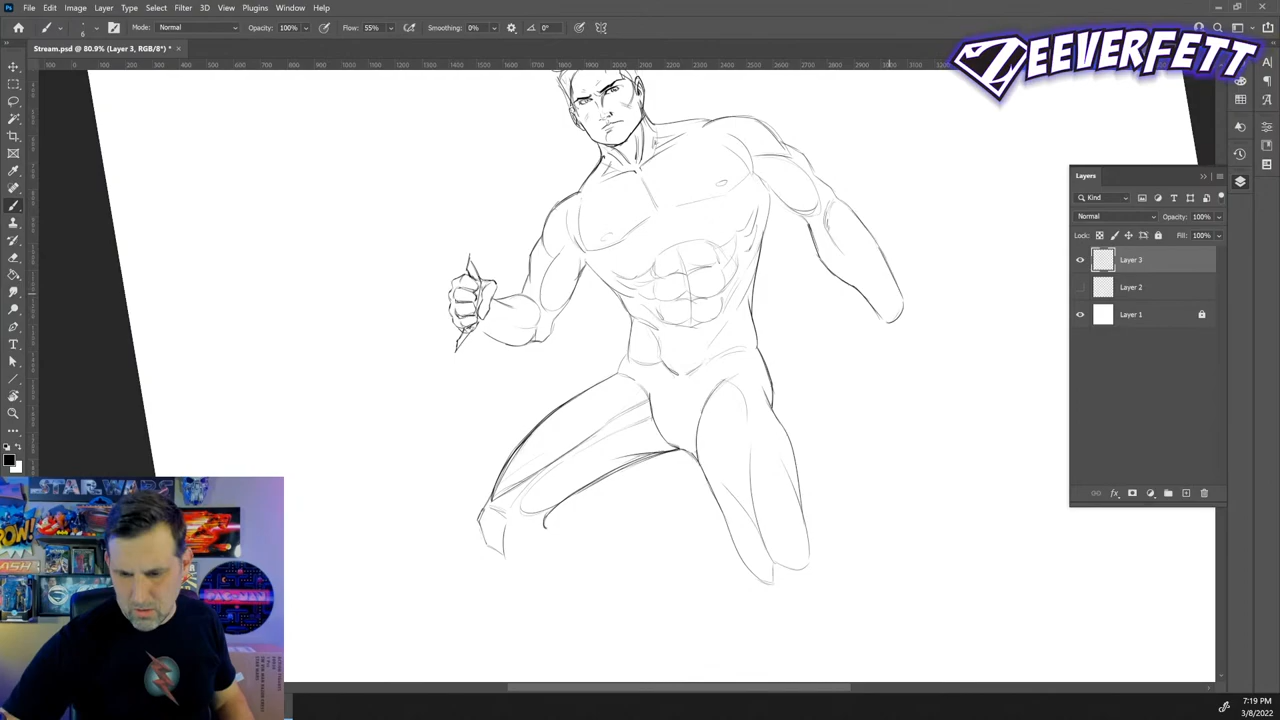 File Edit Image Layer Type Select Filter 3D View Plugins Window Help
Mode: Normal Opacity: 100% Flow: 55% Smoothing: 0% 0°
Stream.psd @ 80.9% (Layer 3, RGB/8*) *
ZEEVERFETT
Layers
Kind
Normal Opacity: 100%
Lock: Fill: 100%
Layer 3
Layer 2
Layer 1
STAR.WARS
POW!
PAC-MAN
7:19 PM
3/8/2022